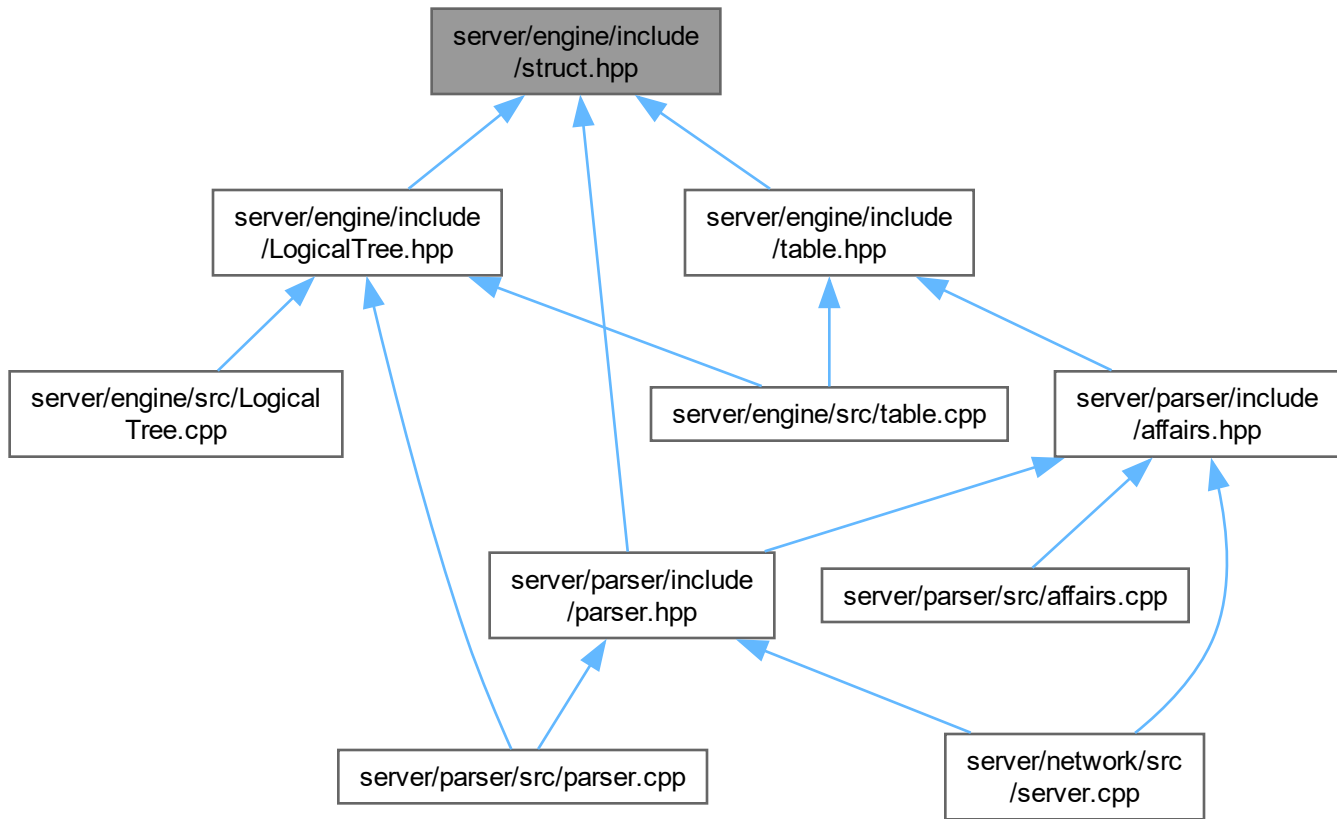 server/engine/include
/struct.hpp
server/engine/include
/LogicalTree.hpp
server/engine/include
/table.hpp
server/engine/src/Logical
Tree.cpp
server/engine/src/table.cpp
server/parser/include
/affairs.hpp
server/parser/include
/parser.hpp
server/parser/src/affairs.cpp
server/parser/src/parser.cpp
server/network/src
/server.cpp